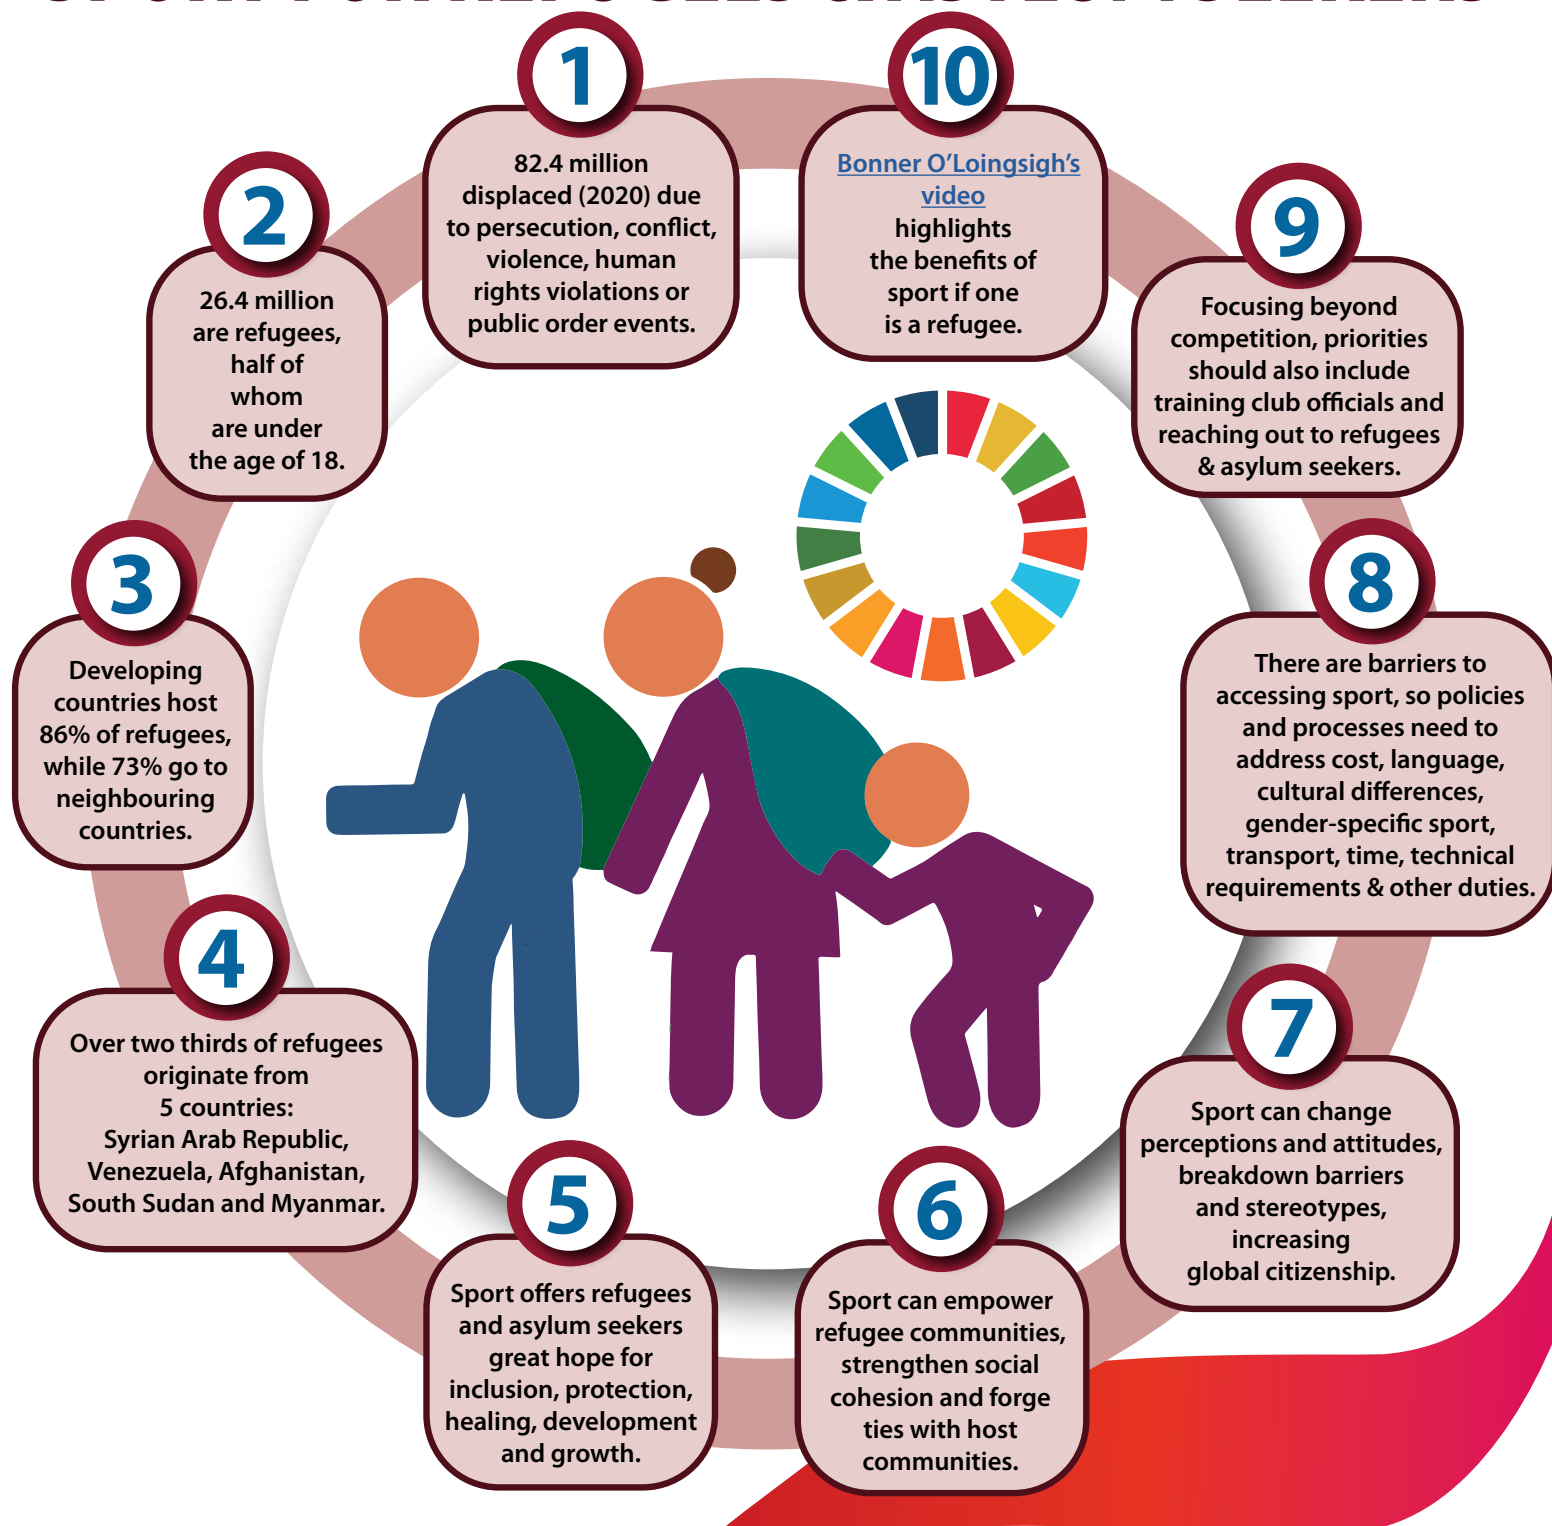 SPORT FOR REFUGEES & ASYLUM SEEKERS
1
82.4 million
displaced (2020) due
to persecution, conflict,
violence, human
rights violations or
public order events.
2
26.4 million
are refugees,
half of
whom
are under
the age of 18.
3
Developing
countries host
86% of refugees,
while 73% go to
neighbouring
countries.
4
Over two thirds of refugees
originate from
5 countries:
Syrian Arab Republic,
Venezuela, Afghanistan,
South Sudan and Myanmar.
5
Sport offers refugees
and asylum seekers
great hope for
inclusion, protection,
healing, development
and growth.
6
Sport can empower
refugee communities,
strengthen social
cohesion and forge
ties with host
communities.
7
Sport can change
perceptions and attitudes,
breakdown barriers
and stereotypes,
increasing
global citizenship.
8
There are barriers to
accessing sport, so policies
and processes need to
address cost, language,
cultural differences,
gender-specific sport,
transport, time, technical
requirements & other duties.
9
Focusing beyond
competition, priorities
should also include
training club officials and
reaching out to refugees
& asylum seekers.
10
Bonner O’Loingsigh’s
video
highlights
the benefits of
sport if one
is a refugee.